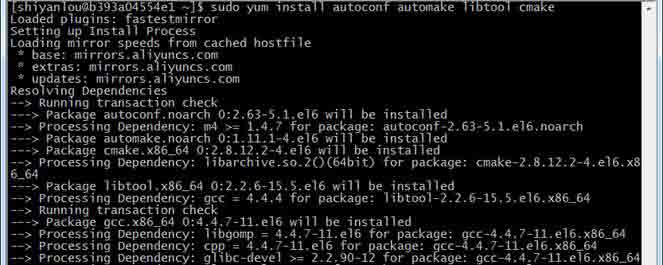 [shiyanlou@b393a04554e1 ~]$ sudo yum install autoconf automake libtool cmake
Loaded plugins: fastestmirror
Setting up Install Process
Loading mirror speeds from cached hostfile
 * base: mirrors.aliyuncs.com
 * extras: mirrors.aliyuncs.com
 * updates: mirrors.aliyuncs.com
Resolving Dependencies
--> Running transaction check
---> Package autoconf.noarch 0:2.63-5.1.el6 will be installed
--> Processing Dependency: m4 >= 1.4.7 for package: autoconf-2.63-5.1.el6.noarch
---> Package automake.noarch 0:1.11.1-4.el6 will be installed
---> Package cmake.x86_64 0:2.8.12.2-4.el6 will be installed
--> Processing Dependency: libarchive.so.2()(64bit) for package: cmake-2.8.12.2-4.el6.x8
6_64
---> Package libtool.x86_64 0:2.2.6-15.5.el6 will be installed
--> Processing Dependency: gcc = 4.4.4 for package: libtool-2.2.6-15.5.el6.x86_64
--> Running transaction check
---> Package gcc.x86_64 0:4.4.7-11.el6 will be installed
--> Processing Dependency: libgomp = 4.4.7-11.el6 for package: gcc-4.4.7-11.el6.x86_64
--> Processing Dependency: cpp = 4.4.7-11.el6 for package: gcc-4.4.7-11.el6.x86_64
--> Processing Dependency: glibc-devel >= 2.2.90-12 for package: gcc-4.4.7-11.el6.x86_64